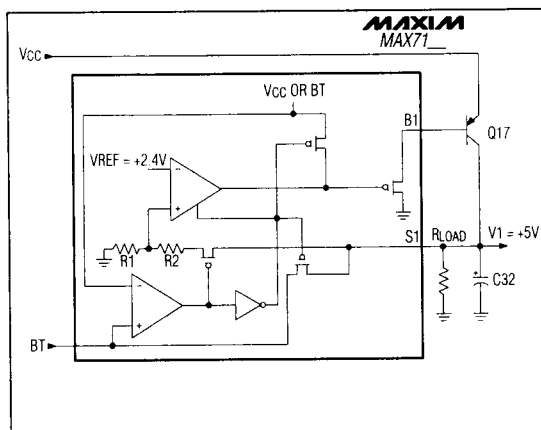 MAXIM
MAX71__
VCC
VCC OR BT
B1
Q17
VREF = +2.4V
−
+
S1
RLOAD
V1 = +5V
R1
R2
−
+
+
C32
BT